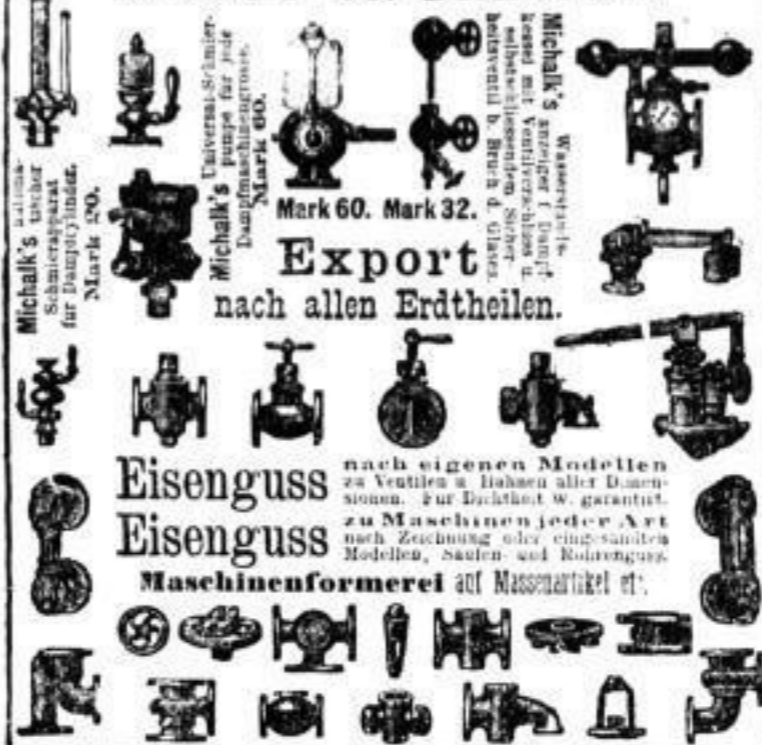 Michalk's automa-
tischer
Schmierapparat
für Dampfcylinder.
Mark 20.
Michalk's Universal-Schmier-
pumpe für jede
Dampfmaschinengrösse.
Mark 60.
Mark 60. Mark 32.
Michalk's Wasserstands-
anzeiger f. Dampf-
kessel mit Ventilverschluss u.
selbstschliessendem Sicher-
heitsventil b. Bruch d. Glases.
Export
nach allen Erdtheilen.
Eisenguss nach eigenen Modellen
zu Ventilen u. Hähnen aller Dimen-
sionen. Für Dichtheit w. garantirt.
Eisenguss zu Maschinen jeder Art
nach Zeichnung oder eingesandten
Modellen, Säulen- und Röhrenguss.
Maschinenformerei auf Massenartikel etc.